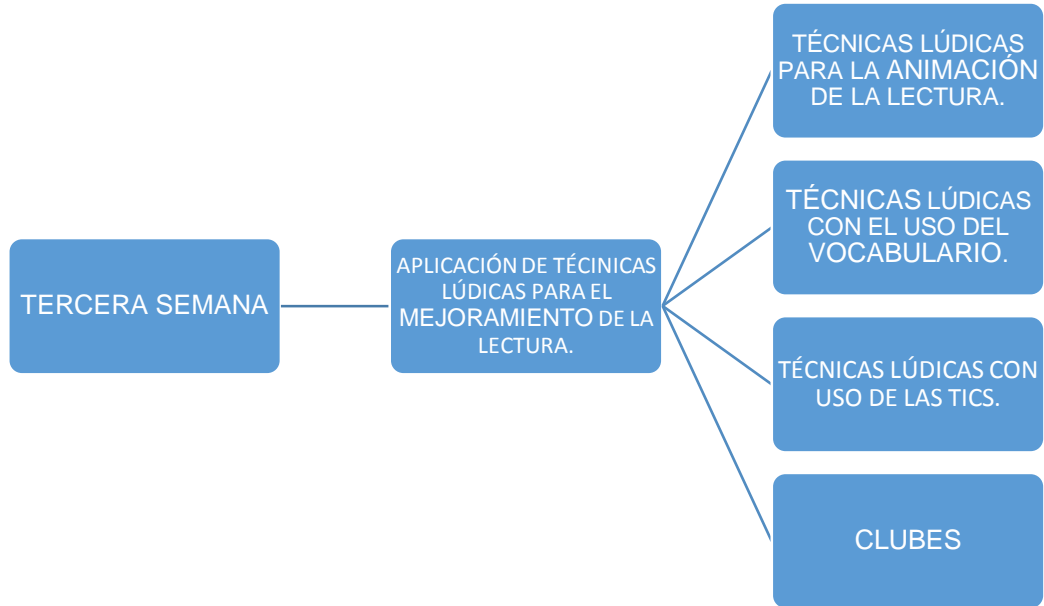 TERCERA SEMANA
APLICACIÓN DE TÉCINICAS
LÚDICAS PARA EL
MEJORAMIENTO DE LA
LECTURA.
TÉCNICAS LÚDICAS
PARA LA ANIMACIÓN
DE LA LECTURA.
TÉCNICAS LÚDICAS
CON EL USO DEL
VOCABULARIO.
TÉCNICAS LÚDICAS CON
USO DE LAS TICS.
CLUBES